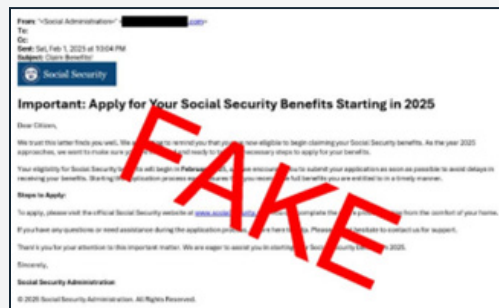 From: "<Social Administration>" < .com>
To:
Cc:
Sent: Sat, Feb 1, 2025 at 10:04 PM
Subject: Claim Benefits!
Social Security
Important: Apply for Your Social Security Benefits Starting in 2025
Dear Citizen,
We trust this letter finds you well. We to remind you that you now eligible to begin claiming your Social Security benefits. As the year 2025
approaches, we want to make sure and ready to necessary steps to apply for your benefits.
Your eligibility for Social Security will begin in you to submit your application as soon as possible to avoid delays in
receiving your benefits. Starting application process you full benefits you are entitled to in a timely manner.
Steps to Apply:
To apply, please visit the official Social Security website at complete the from the comfort of your home.
If you have any questions or need assistance during the application here to contact us for support.
Thank you for your attention to this important matter. We are eager to assist you in 2025.
Sincerely,
Social Security Administration
© 2025 Social Security Administration. All Rights Reserved.
FAKE